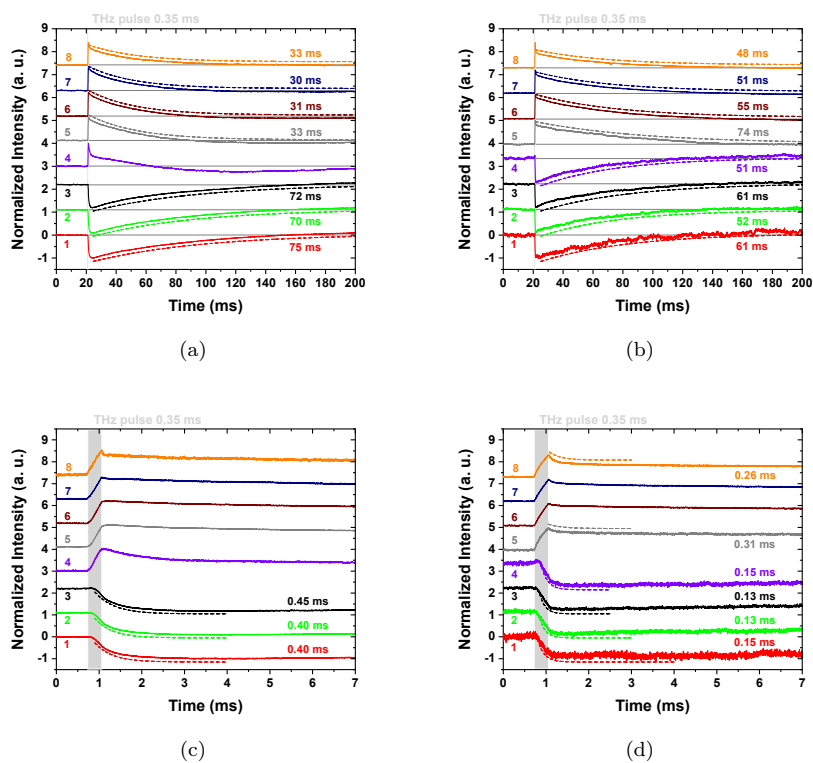 THz pulse 0.35 ms
Normalized Intensity (a. u.)
9
8
7
6
5
4
3
2
1
0
-1
8
7
6
5
4
3
2
1
33 ms
30 ms
31 ms
33 ms
72 ms
70 ms
75 ms
0 20 40 60 80 100 120 140 160 180 200
Time (ms)
(a)
THz pulse 0.35 ms
Normalized Intensity (a. u.)
9
8
7
6
5
4
3
2
1
0
-1
8
7
6
5
4
3
2
1
48 ms
51 ms
55 ms
74 ms
51 ms
61 ms
52 ms
61 ms
0 20 40 60 80 100 120 140 160 180 200
Time (ms)
(b)
THz pulse 0.35 ms
Normalized Intensity (a. u.)
9
8
7
6
5
4
3
2
1
0
-1
8
7
6
5
4
3
2
1
0.45 ms
0.40 ms
0.40 ms
0 1 2 3 4 5 6 7
Time (ms)
(c)
THz pulse 0.35 ms
Normalized Intensity (a. u.)
9
8
7
6
5
4
3
2
1
0
-1
8
7
6
5
4
3
2
1
0.26 ms
0.31 ms
0.15 ms
0.13 ms
0.13 ms
0.15 ms
0 1 2 3 4 5 6 7
Time (ms)
(d)